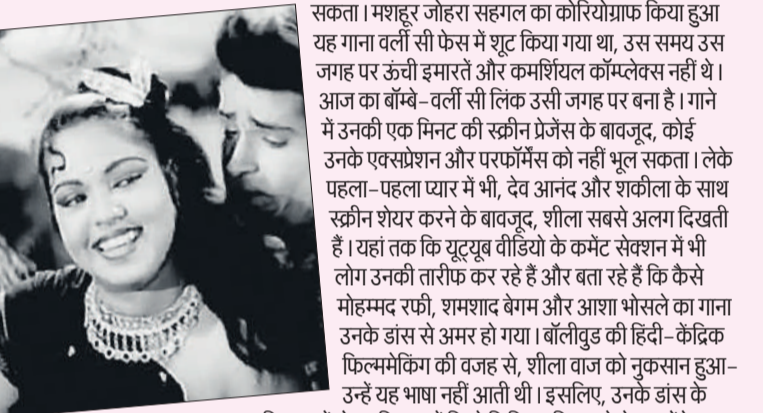 सकता। मशहूर जोहरा सहगल का कोरियोग्राफ किया हुआ
यह गाना वर्ली सी फेस में शूट किया गया था, उस समय उस
जगह पर ऊंची इमारतें और कमर्शियल कॉम्प्लेक्स नहीं थे।
आज का बॉम्बे-वर्ली सी लिंक उसी जगह पर बना है। गाने
में उनकी एक मिनट की स्क्रीन प्रेजेंस के बावजूद, कोई
उनके एक्सप्रेशन और परफॉर्मेंस को नहीं भूल सकता। लेके
पहला-पहला प्यार में भी, देव आनंद और शकीला के साथ
स्क्रीन शेयर करने के बावजूद, शीला सबसे अलग दिखती
हैं। यहां तक कि यूट्यूब वीडियो के कमेंट सेक्शन में भी
लोग उनकी तारीफ कर रहे हैं और बता रहे हैं कि कैसे
मोहम्मद रफी, शमशाद बेगम और आशा भोसले का गाना
उनके डांस से अमर हो गया। बॉलीवुड की हिंदी-केंद्रिक
फिल्ममेकिंग की वजह से, शीला वाज को नुकसान हुआ-
उन्हें यह भाषा नहीं आती थी। इसलिए, उनके डांस के